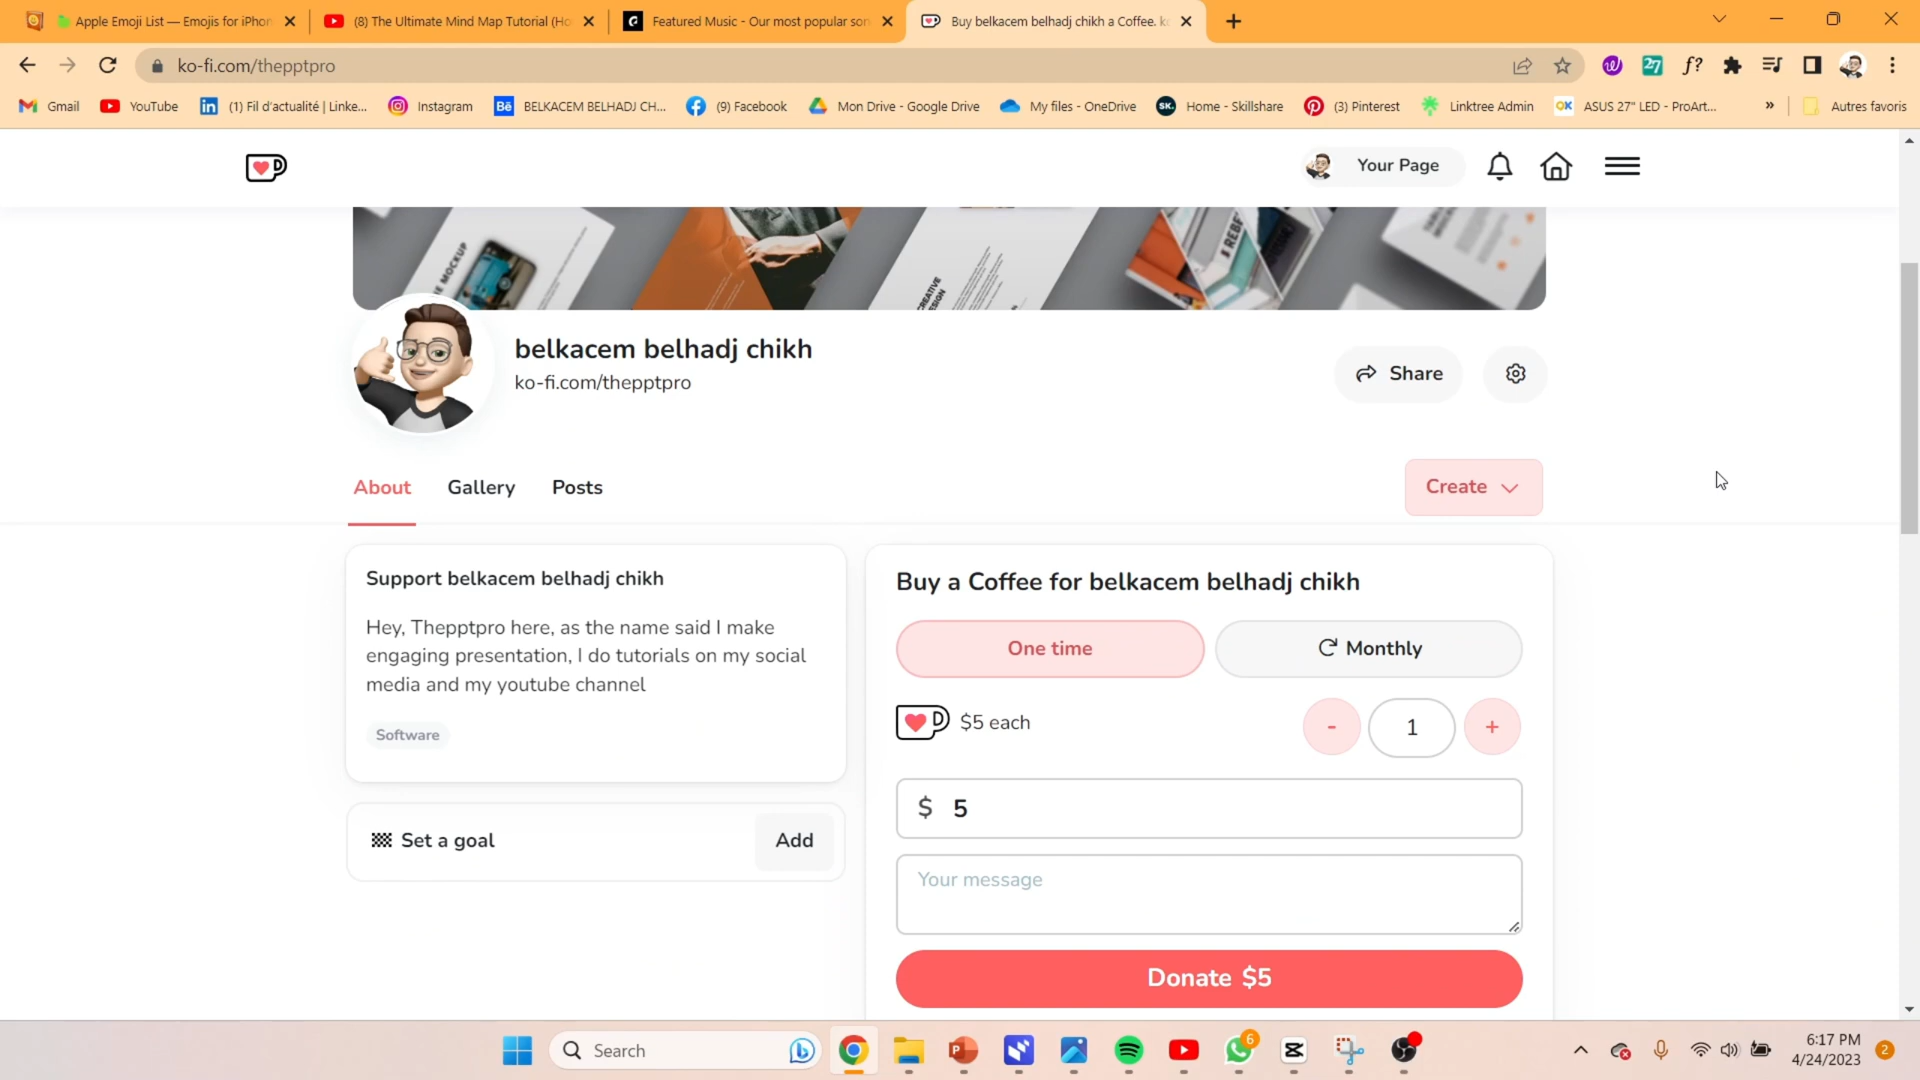 Apple Emoji List — Emojis for iPhon
(8) The Ultimate Mind Map Tutorial (Ho
Featured Music - Our most popular son
Buy belkacem belhadj chikh a Coffee. k
ko-fi.com/thepptpro
27
f?
Gmail
YouTube
(1) Fil d'actualité | Linke...
Instagram
Bē BELKACEM BELHADJ CH...
(9) Facebook
Mon Drive - Google Drive
My files - OneDrive
SK. Home - Skillshare
(3) Pinterest
Linktree Admin
OK ASUS 27" LED - ProArt...
» Autres favoris
Your Page
belkacem belhadj chikh
ko-fi.com/thepptpro
Share
About
Gallery
Posts
Create
Support belkacem belhadj chikh
Hey, Thepptpro here, as the name said I make
engaging presentation, I do tutorials on my social
media and my youtube channel
Software
Set a goal
Add
Buy a Coffee for belkacem belhadj chikh
One time
Monthly
$5 each
- 1 +
$ 5
Your message
Donate $5
Search
6
6:17 PM
4/24/2023
2